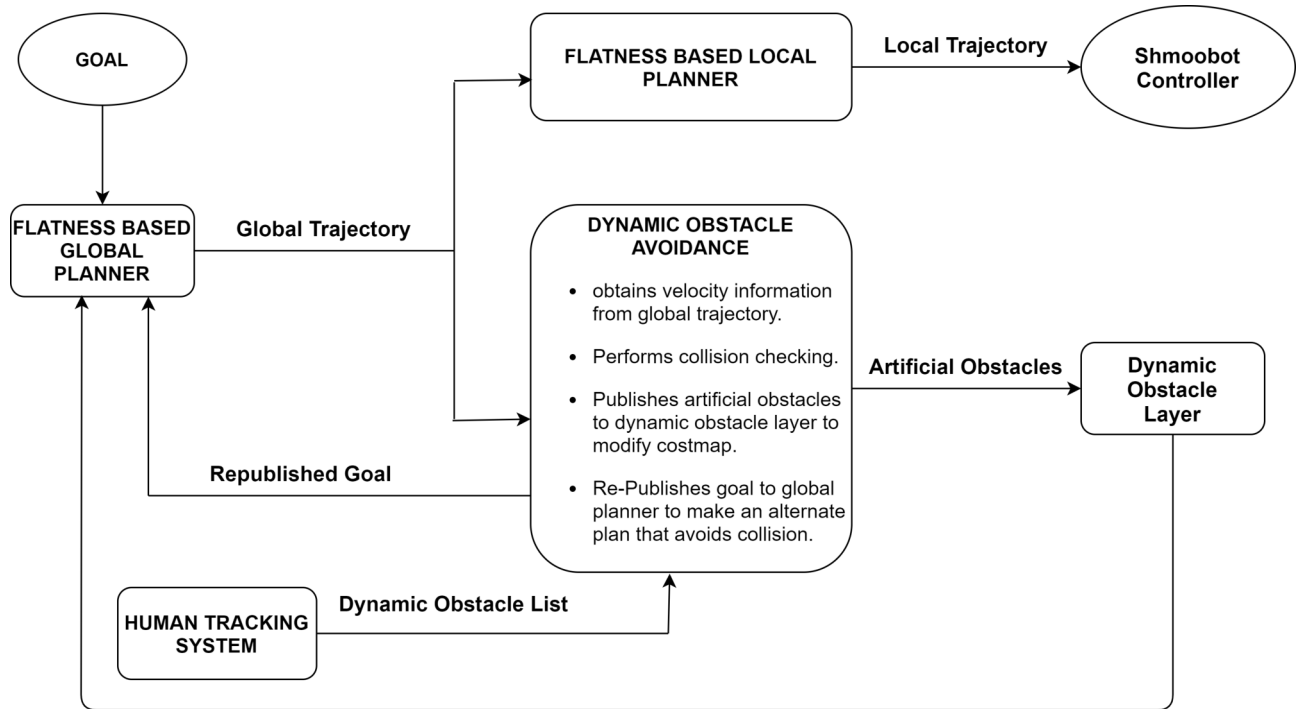 GOAL
FLATNESS BASED LOCAL
PLANNER
Local Trajectory
Shmoobot
Controller
FLATNESS BASED
GLOBAL
PLANNER
Global Trajectory
DYNAMIC OBSTACLE
AVOIDANCE
• obtains velocity information
from global trajectory.
• Performs collision checking.
• Publishes artificial obstacles
to dynamic obstacle layer to
modify costmap.
• Re-Publishes goal to global
planner to make an alternate
plan that avoids collision.
Artificial Obstacles
Dynamic
Obstacle
Layer
Republished Goal
HUMAN TRACKING
SYSTEM
Dynamic Obstacle List